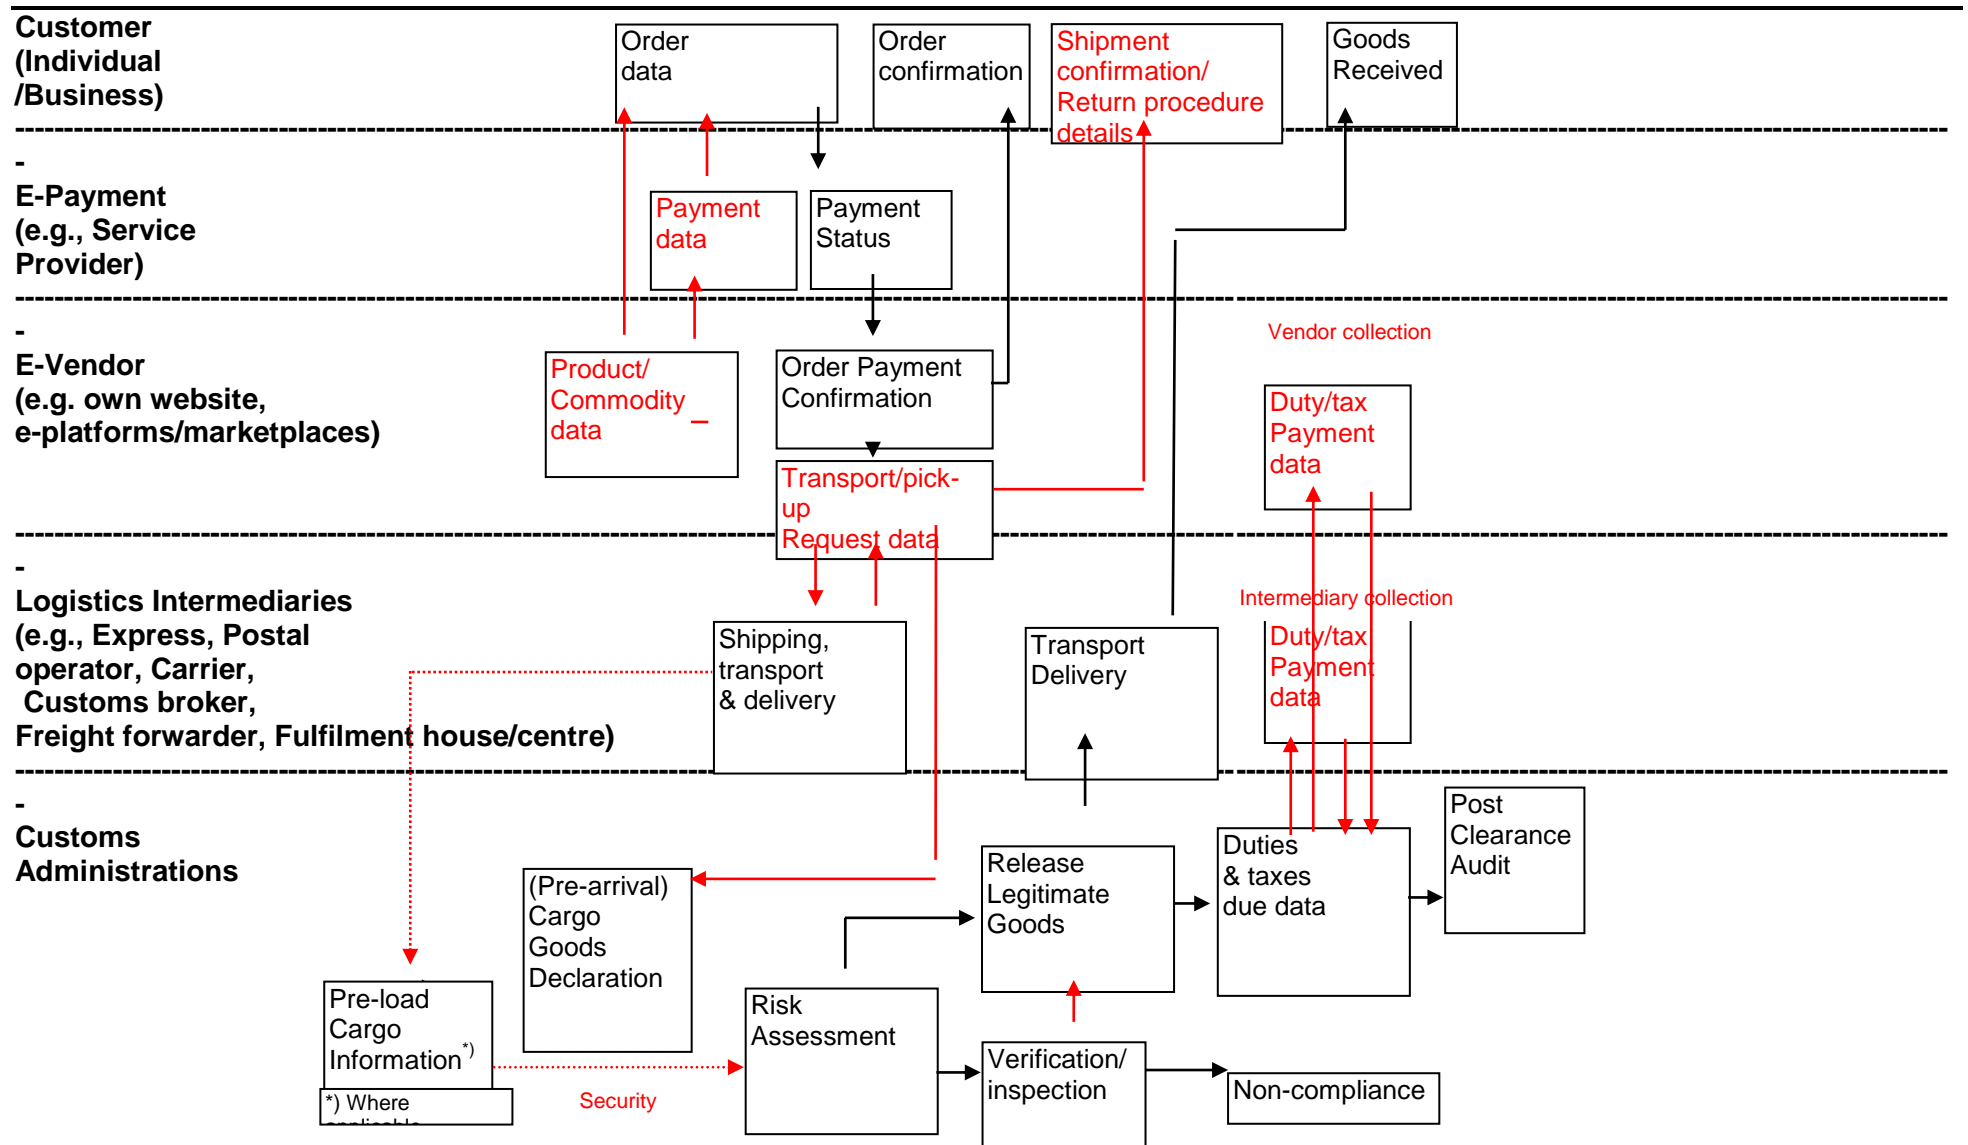 Customer
(Individual
/Business)
Order
data
Order
confirmation
Shipment
confirmation/
Return procedure
details
Goods
Received
-
E-Payment
(e.g., Service
Provider)
Payment
data
Payment
Status
-
E-Vendor
(e.g. own website,
e-platforms/marketplaces)
Product/
Commodity
data
Order Payment
Confirmation
Transport/pick-
up
Request data
Vendor collection
Duty/tax
Payment
data
-
Logistics Intermediaries
(e.g., Express, Postal
operator, Carrier,
Customs broker,
Freight forwarder, Fulfilment house/centre)
Shipping,
transport
& delivery
Transport
Delivery
Intermediary collection
Duty/tax
Payment
data
-
Customs
Administrations
(Pre-arrival)
Cargo
Goods
Declaration
Release
Legitimate
Goods
Duties
& taxes
due data
Post
Clearance
Audit
Pre-load
Cargo
Information*)
*) Where
Security
Risk
Assessment
Verification/
inspection
Non-compliance